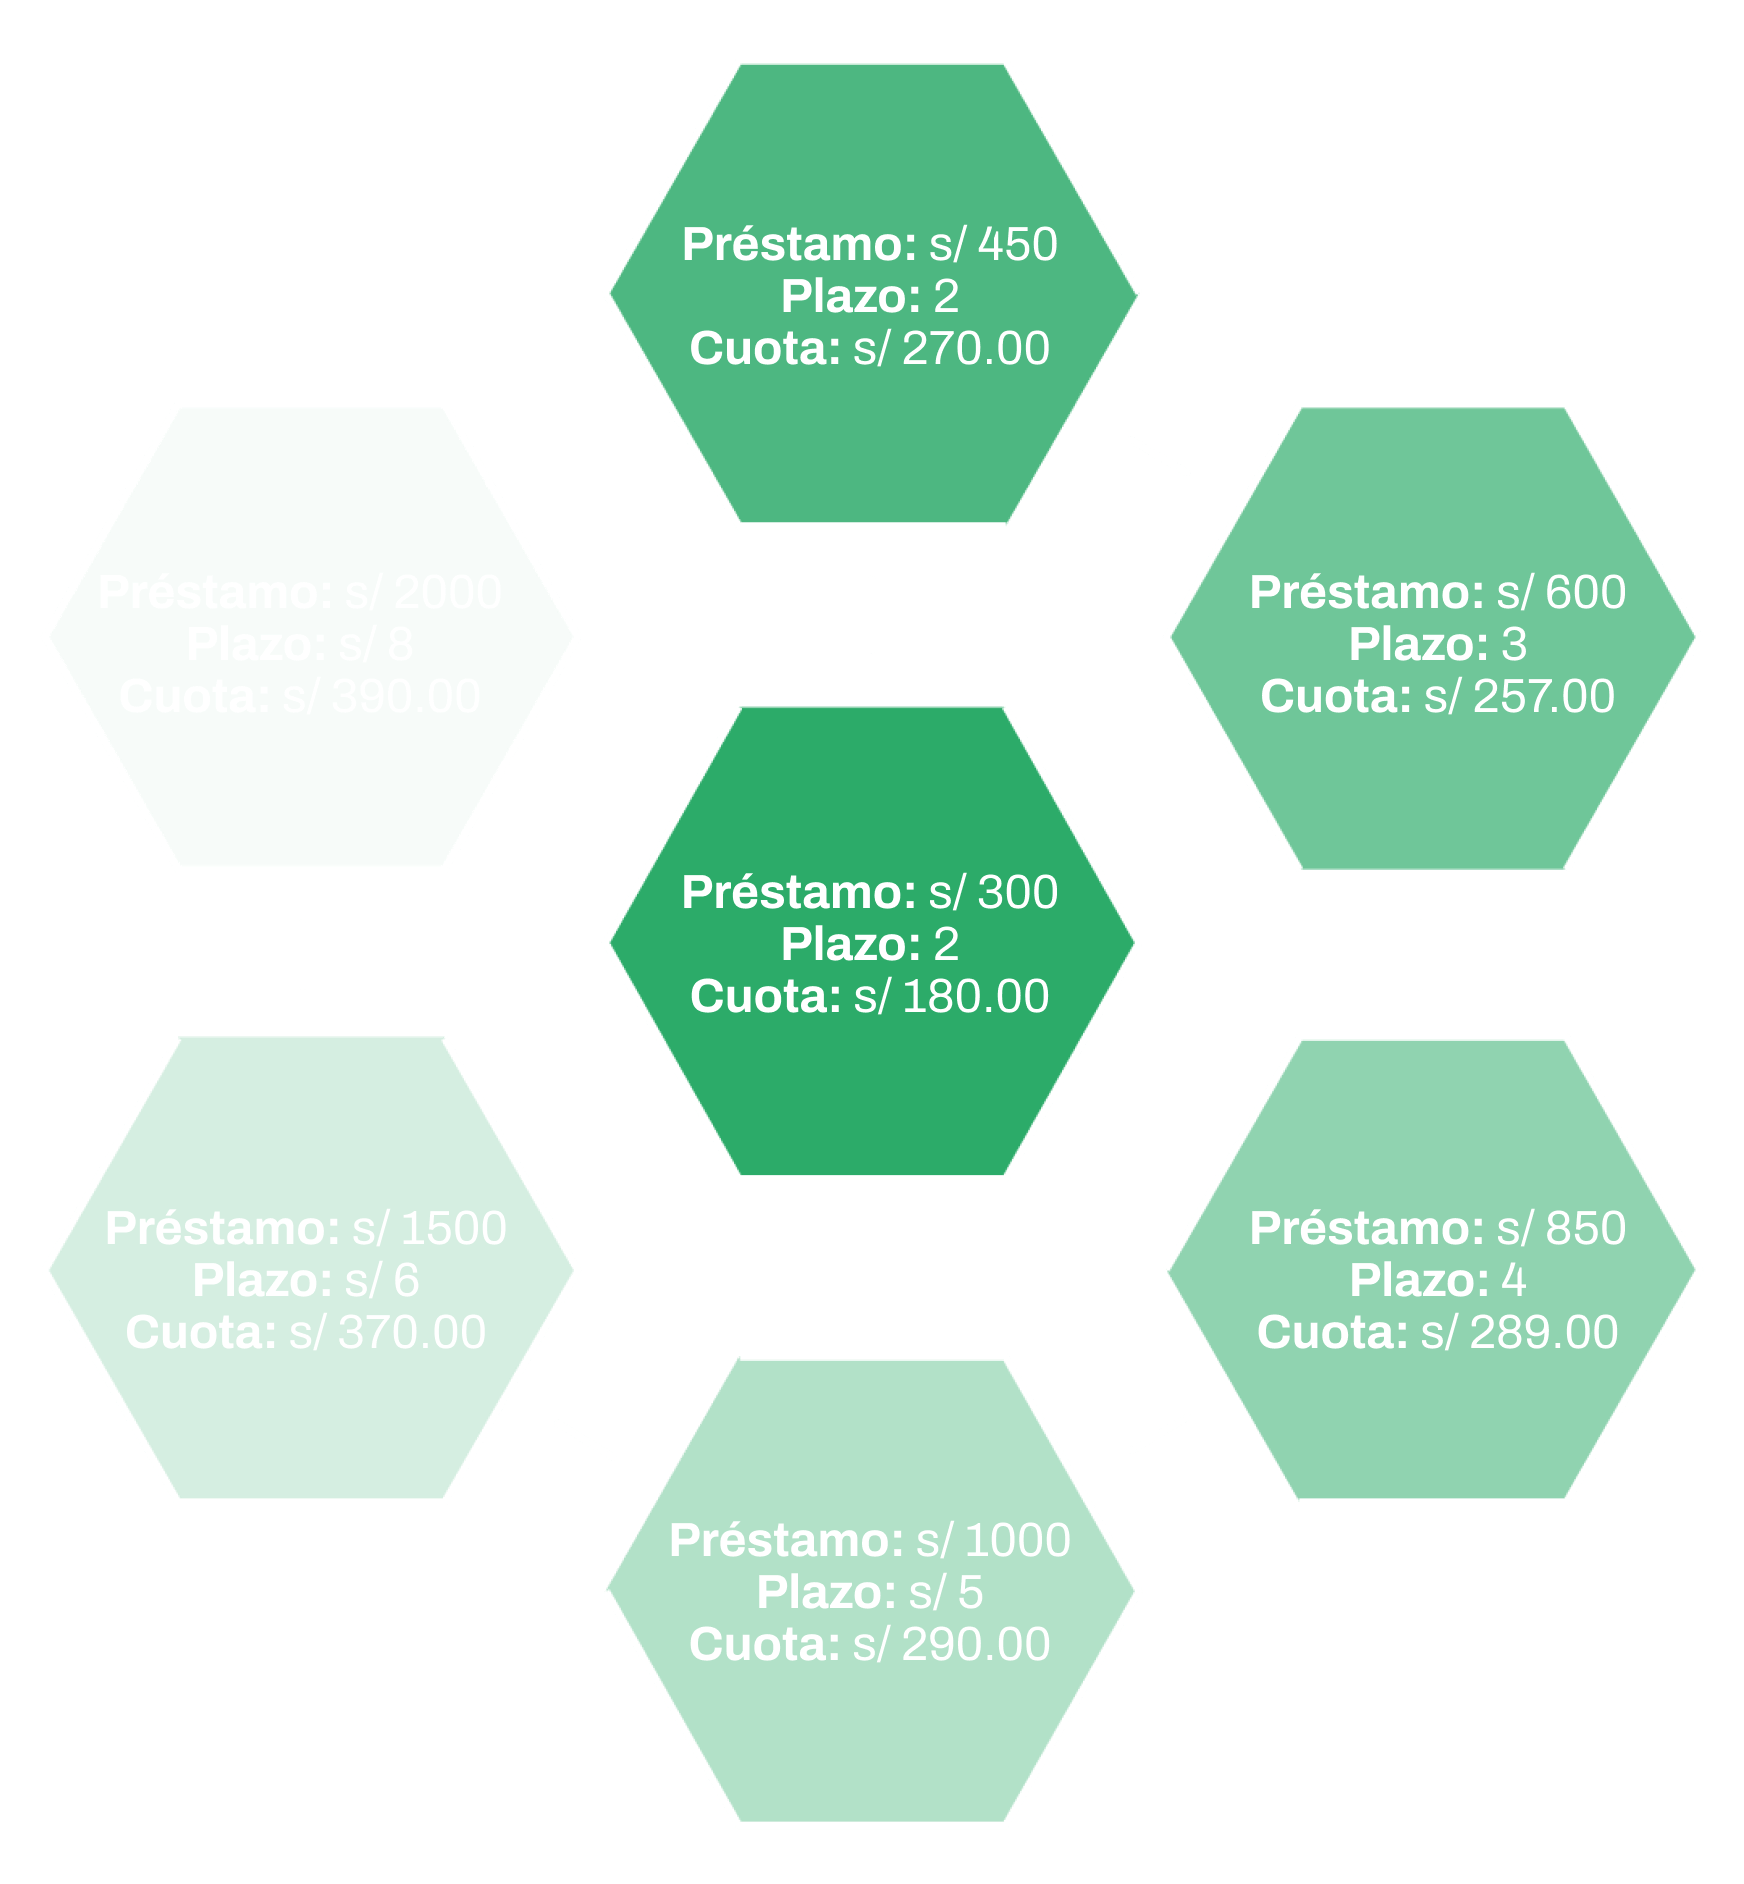 Préstamo: s/ 450
Plazo: 2
Cuota: s/ 270.00
Préstamo: s/ 2000
Plazo: s/ 8
Cuota: s/ 390.00
Préstamo: s/ 600
Plazo: 3
Cuota: s/ 257.00
Préstamo: s/ 300
Plazo: 2
Cuota: s/ 180.00
Préstamo: s/ 1500
Plazo: s/ 6
Cuota: s/ 370.00
Préstamo: s/ 850
Plazo: 4
Cuota: s/ 289.00
Préstamo: s/ 1000
Plazo: s/ 5
Cuota: s/ 290.00